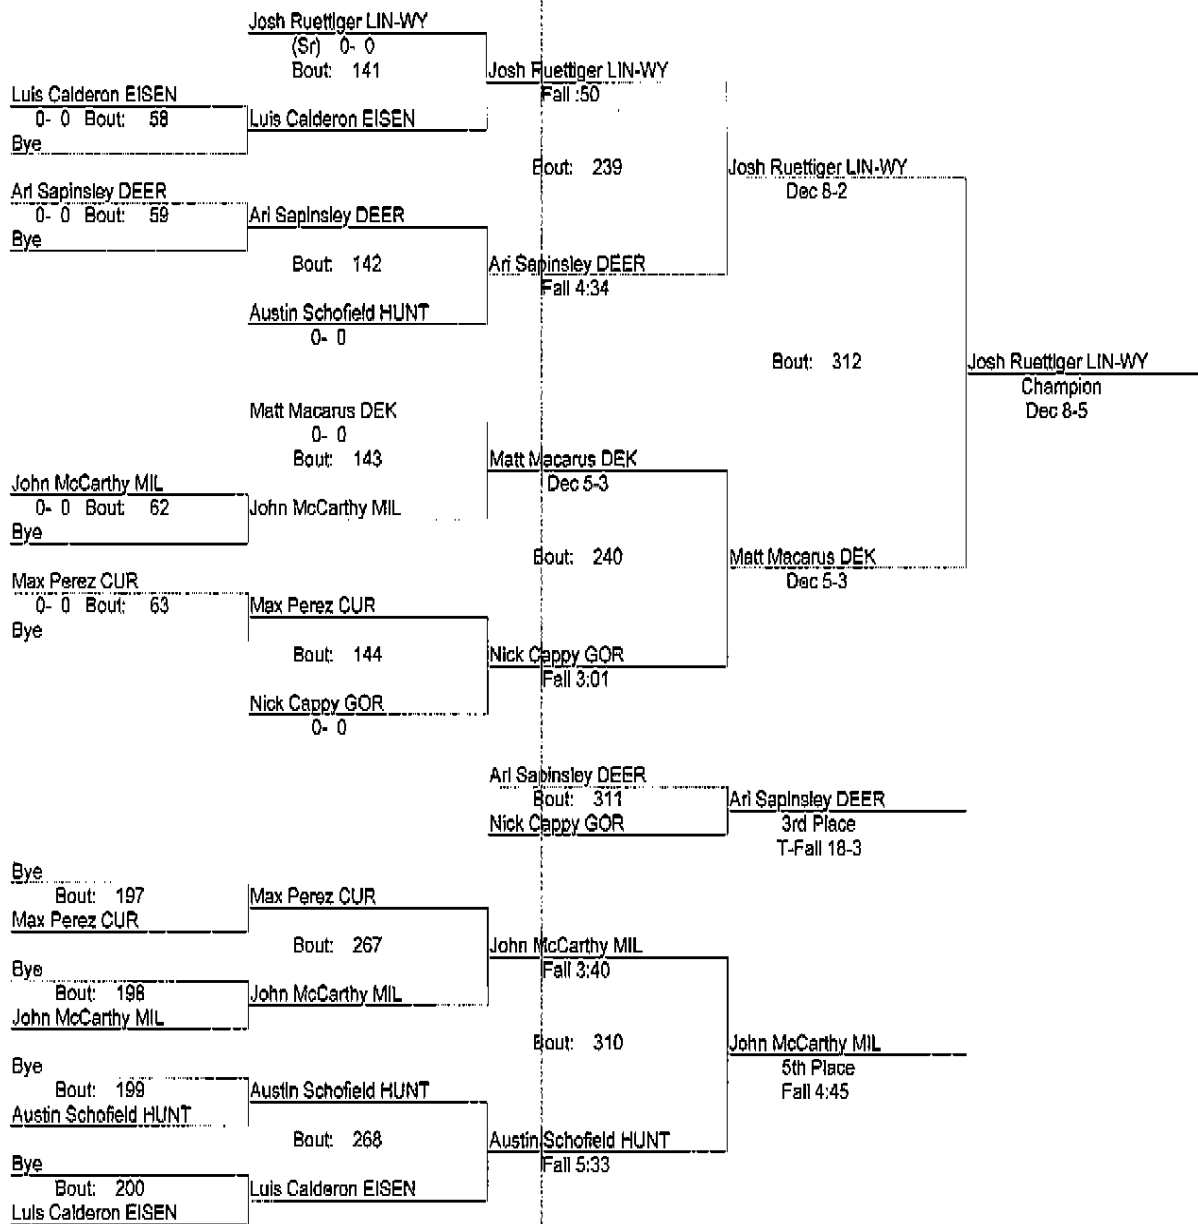 Josh Ruettiger LIN-WY
(Sr) 0- 0
Bout: 141
Josh Ruettiger LIN-WY
Fall :50
Luis Calderon EISEN
0- 0 Bout: 58
Bye
Luis Calderon EISEN
Bout: 239
Josh Ruettiger LIN-WY
Dec 8-2
Ari Sapinsley DEER
0- 0 Bout: 59
Bye
Ari Sapinsley DEER
Bout: 142
Ari Sapinsley DEER
Fall 4:34
Austin Schofield HUNT
0- 0
Bout: 312
Josh Ruettiger LIN-WY
Champion
Dec 8-5
Matt Macarus DEK
0- 0
Bout: 143
Matt Macarus DEK
Dec 5-3
John McCarthy MIL
0- 0 Bout: 62
Bye
John McCarthy MIL
Bout: 240
Matt Macarus DEK
Dec 5-3
Max Perez CUR
0- 0 Bout: 63
Bye
Max Perez CUR
Bout: 144
Nick Cappy GOR
Fall 3:01
Nick Cappy GOR
0- 0
Ari Sapinsley DEER
Bout: 311
Nick Cappy GOR
Ari Sapinsley DEER
3rd Place
T-Fall 18-3
Bye
Bout: 197
Max Perez CUR
Max Perez CUR
Bout: 267
John McCarthy MIL
Fall 3:40
Bye
Bout: 198
John McCarthy MIL
John McCarthy MIL
Bout: 310
John McCarthy MIL
5th Place
Fall 4:45
Bye
Bout: 199
Austin Schofield HUNT
Austin Schofield HUNT
Bout: 268
Austin Schofield HUNT
Fall 5:33
Bye
Bout: 200
Luis Calderon EISEN
Luis Calderon EISEN